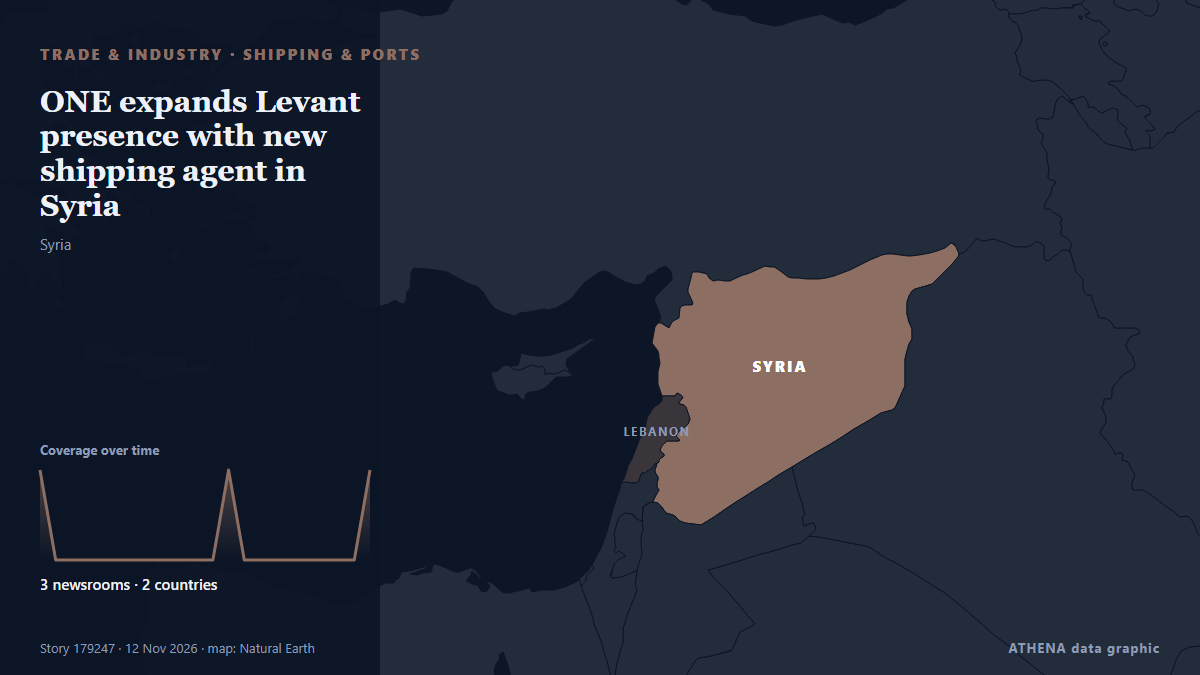 TRADE & INDUSTRY · SHIPPING & PORTS
ONE expands Levant
presence with new
shipping agent in
Syria
Syria
SYRIA
LEBANON
Coverage over time
3 newsrooms · 2 countries
Story 179247 · 12 Nov 2026 · map: Natural Earth
ATHENA data graphic